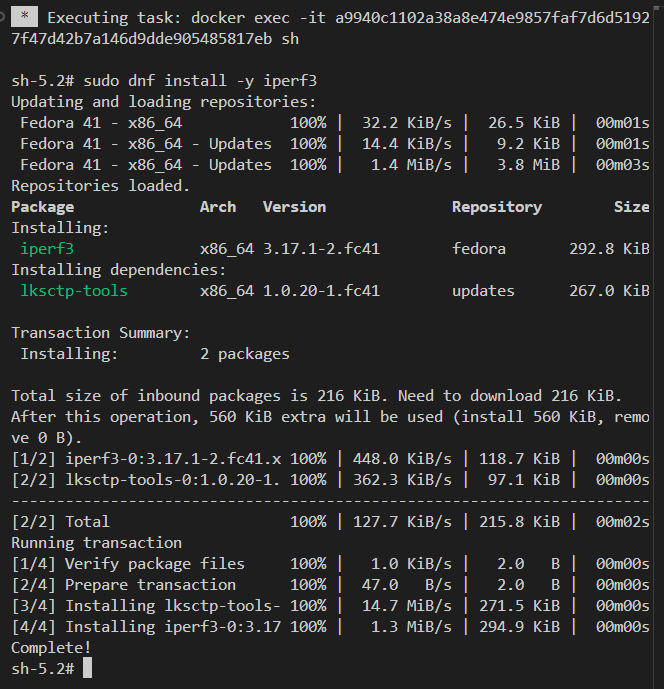 * Executing task: docker exec -it a9940c1102a38a8e474e9857faf7d6d5192
7f47d42b7a146d9dde905485817eb sh
sh-5.2# sudo dnf install -y iperf3
Updating and loading repositories:
Fedora 41 - x86_64 100% | 32.2 KiB/s | 26.5 KiB | 00m01s
Fedora 41 - x86_64 - Updates 100% | 14.4 KiB/s | 9.2 KiB | 00m01s
Fedora 41 - x86_64 - Updates 100% | 1.4 MiB/s | 3.8 MiB | 00m03s
Repositories loaded.
Package Arch Version Repository Size
Installing:
iperf3 x86_64 3.17.1-2.fc41 fedora 292.8 KiB
Installing dependencies:
lksctp-tools x86_64 1.0.20-1.fc41 updates 267.0 KiB
Transaction Summary:
Installing: 2 packages
Total size of inbound packages is 216 KiB. Need to download 216 KiB.
After this operation, 560 KiB extra will be used (install 560 KiB, remo
ve 0 B).
[1/2] iperf3-0:3.17.1-2.fc41.x 100% | 448.0 KiB/s | 118.7 KiB | 00m00s
[2/2] lksctp-tools-0:1.0.20-1. 100% | 362.3 KiB/s | 97.1 KiB | 00m00s
-----------------------------------------------------------------------
[2/2] Total 100% | 127.7 KiB/s | 215.8 KiB | 00m02s
Running transaction
[1/4] Verify package files 100% | 1.0 KiB/s | 2.0 B | 00m00s
[2/4] Prepare transaction 100% | 47.0 B/s | 2.0 B | 00m00s
[3/4] Installing lksctp-tools- 100% | 14.7 MiB/s | 271.5 KiB | 00m00s
[4/4] Installing iperf3-0:3.17 100% | 1.3 MiB/s | 294.9 KiB | 00m00s
Complete!
sh-5.2#